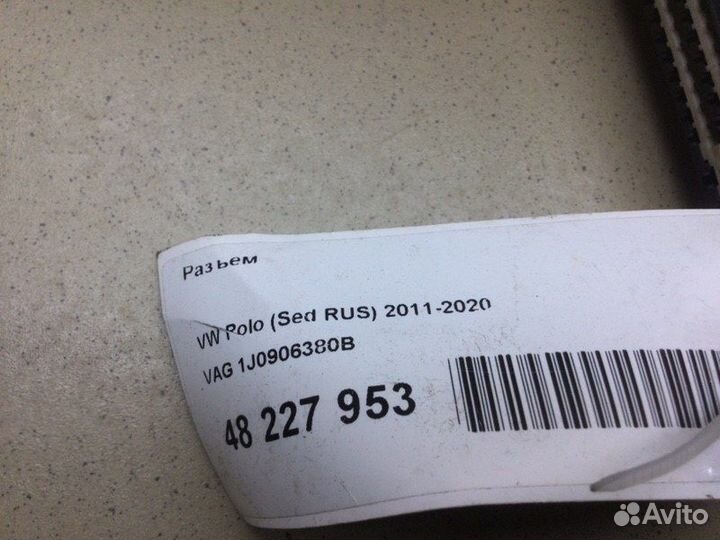 Разъем
VW Polo (Sed RUS) 2011-2020
VAG 1J0906380B
48 227 953
Avito